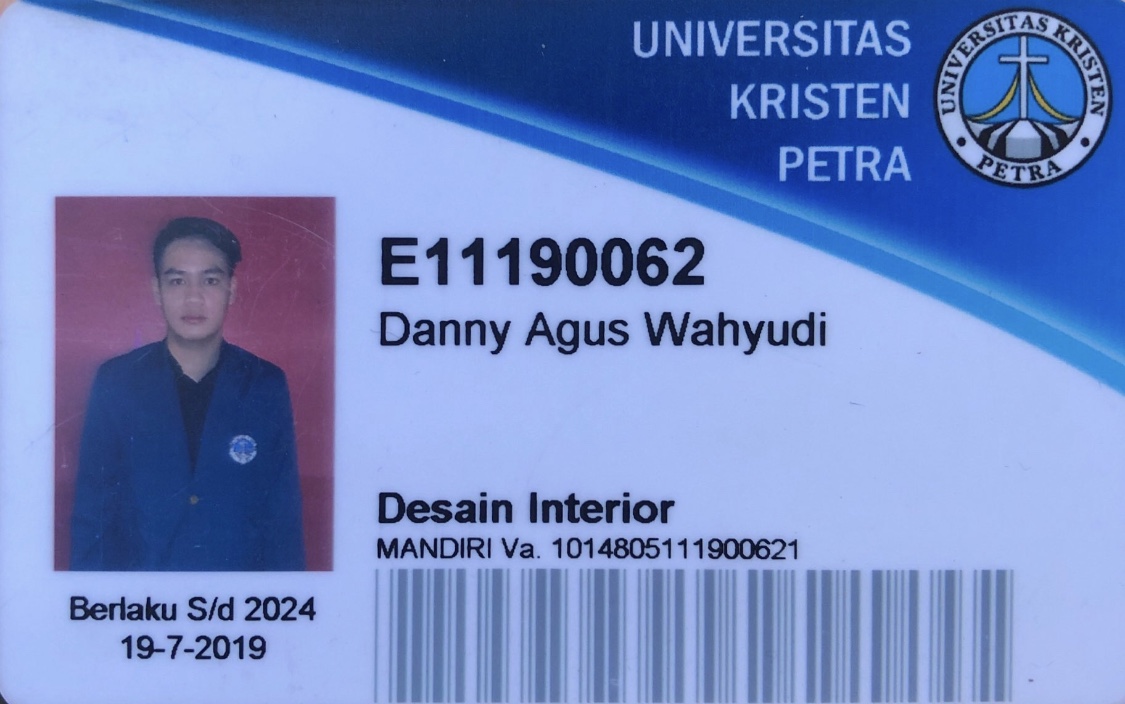 UNIVERSITAS
KRISTEN
PETRA
UNIVERSITAS KRISTEN
• PETRA •
E11190062
Danny Agus Wahyudi
Desain Interior
MANDIRI Va. 1014805111900621
Berlaku S/d 2024
19-7-2019